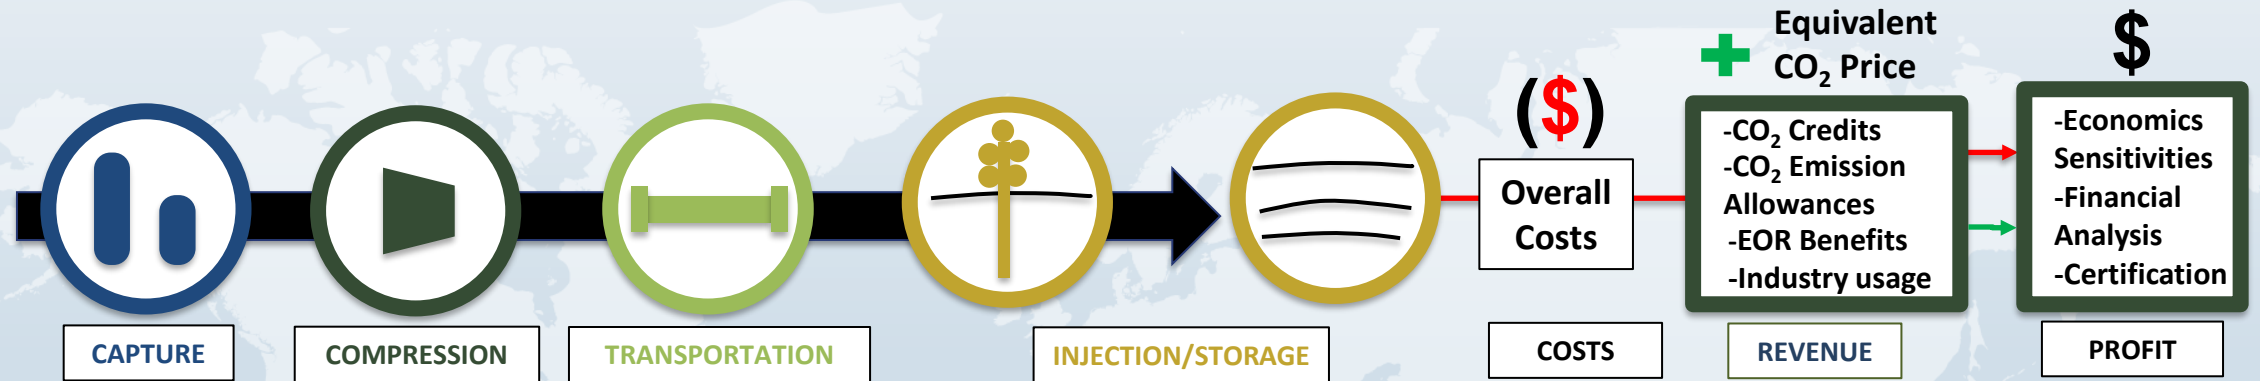 CAPTURE
COMPRESSION
TRANSPORTATION
INJECTION/STORAGE
($)
Overall
Costs
COSTS
Equivalent
CO₂ Price
-CO₂ Credits
-CO₂ Emission
Allowances
-EOR Benefits
-Industry usage
REVENUE
$
-Economics
Sensitivities
-Financial
Analysis
-Certification
PROFIT